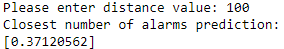 Please enter distance value: 100
Closest number of alarms prediction:
[0.37120562]